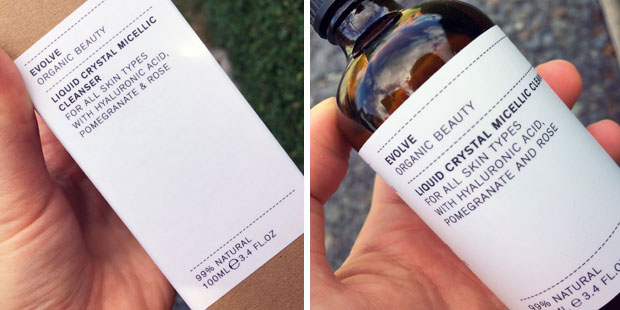 EVOLVE
ORGANIC BEAUTY
LIQUID CRYSTAL MICELLIC
CLEANSER
FOR ALL SKIN TYPES
WITH HYALURONIC ACID,
POMEGRANATE & ROSE
99% NATURAL
100ML℮3.4 FL.OZ
EVOLVE
ORGANIC BEAUTY
LIQUID CRYSTAL MICELLIC
FOR ALL SKIN TYPES
WITH HYALURONIC ACID,
POMEGRANATE AND ROSE
99% NATURAL
100ML℮3.4 FL.OZ